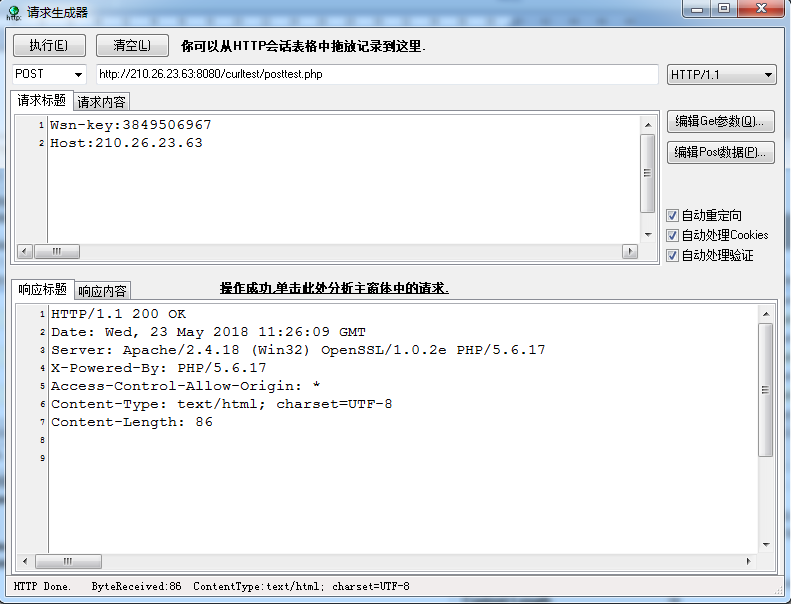 请求生成器
执行(E) 清空(L) 你可以从HTTP会话表格中拖放记录到这里.
POST http://210.26.23.63:8080/curltest/posttest.php HTTP/1.1
请求标题 请求内容
1 Wsn-key:3849506967
2 Host:210.26.23.63
编辑Get参数(Q)...
编辑Post数据(P)...
自动重定向
自动处理Cookies
自动处理验证
响应标题 响应内容 操作成功,单击此处分析主窗体中的请求.
1 HTTP/1.1 200 OK
2 Date: Wed, 23 May 2018 11:26:09 GMT
3 Server: Apache/2.4.18 (Win32) OpenSSL/1.0.2e PHP/5.6.17
4 X-Powered-By: PHP/5.6.17
5 Access-Control-Allow-Origin: *
6 Content-Type: text/html; charset=UTF-8
7 Content-Length: 86
8
9
HTTP Done. ByteReceived:86 ContentType:text/html; charset=UTF-8